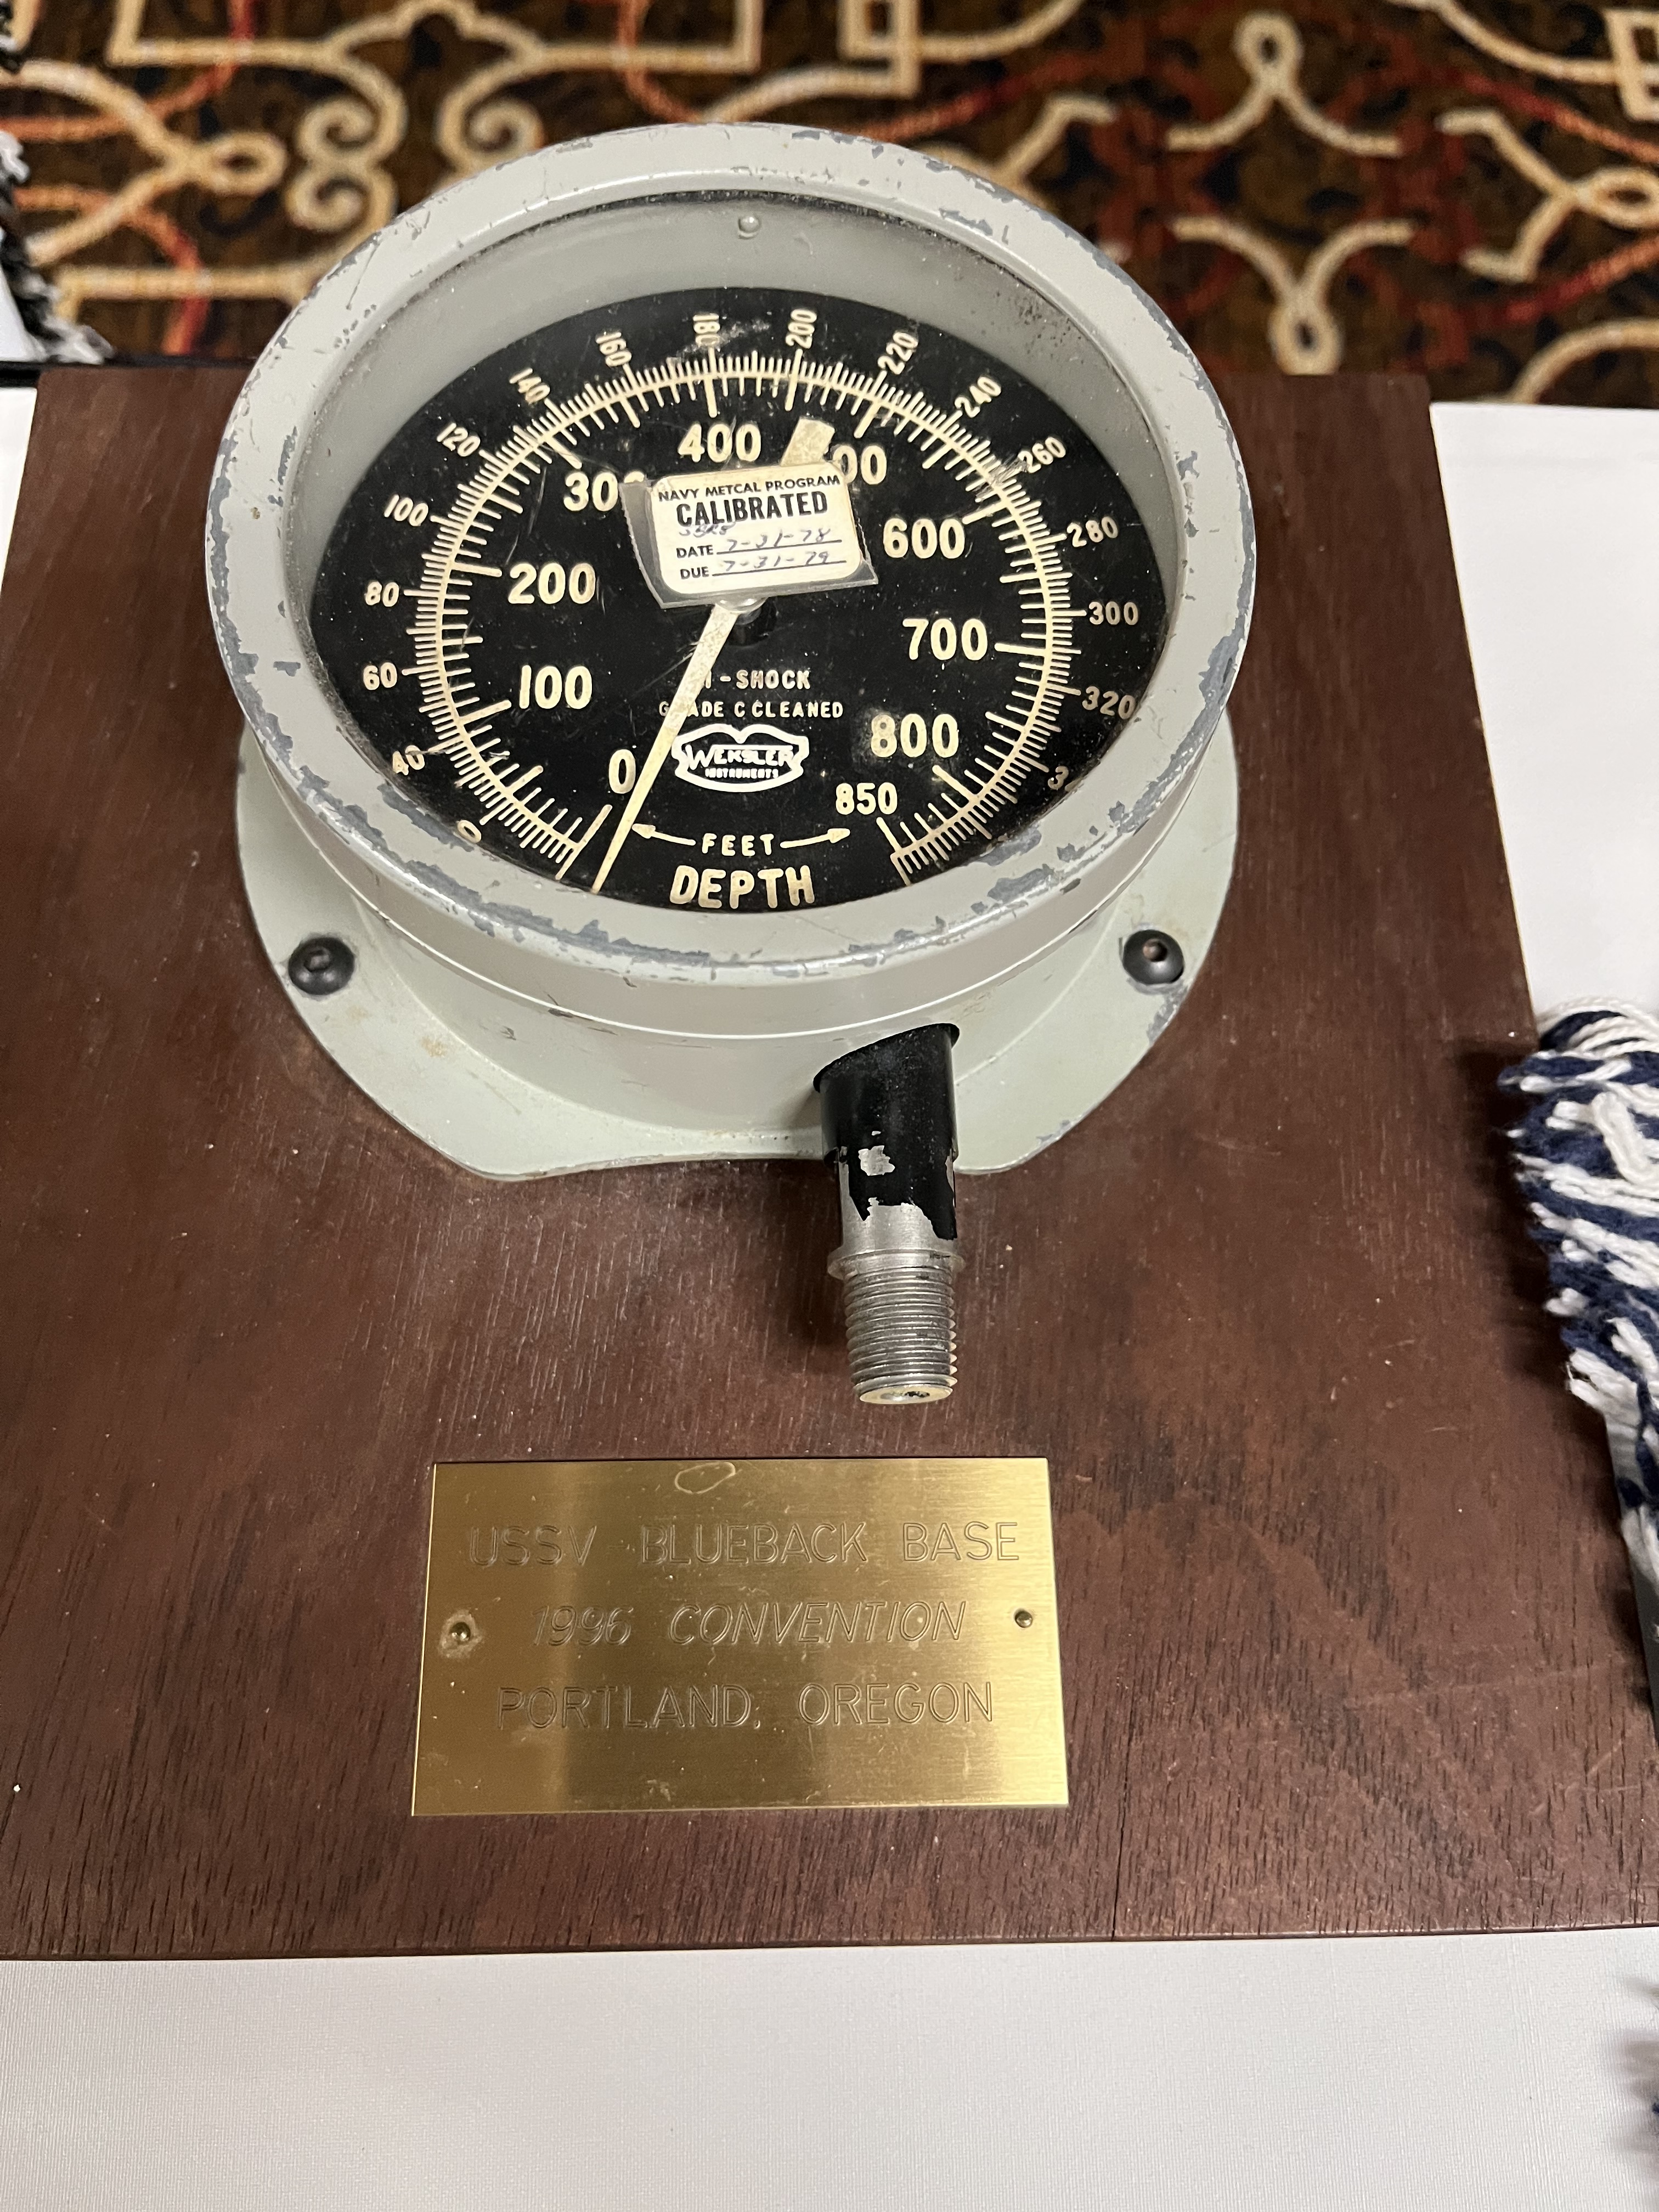 180 200
160 220
140 240
120 260
100 280
80 300
60 320
40
400
600
200
700
100
800
0
850
NAVY METCAL PROGRAM
CALIBRATED
DATE 7-31-78
DUE 7-31-79
-SHOCK
C CLEANED
WEKSLER
INSTRUMENTS
FEET
DEPTH
USSV BLUEBACK BASE
1996 CONVENTION
PORTLAND, OREGON